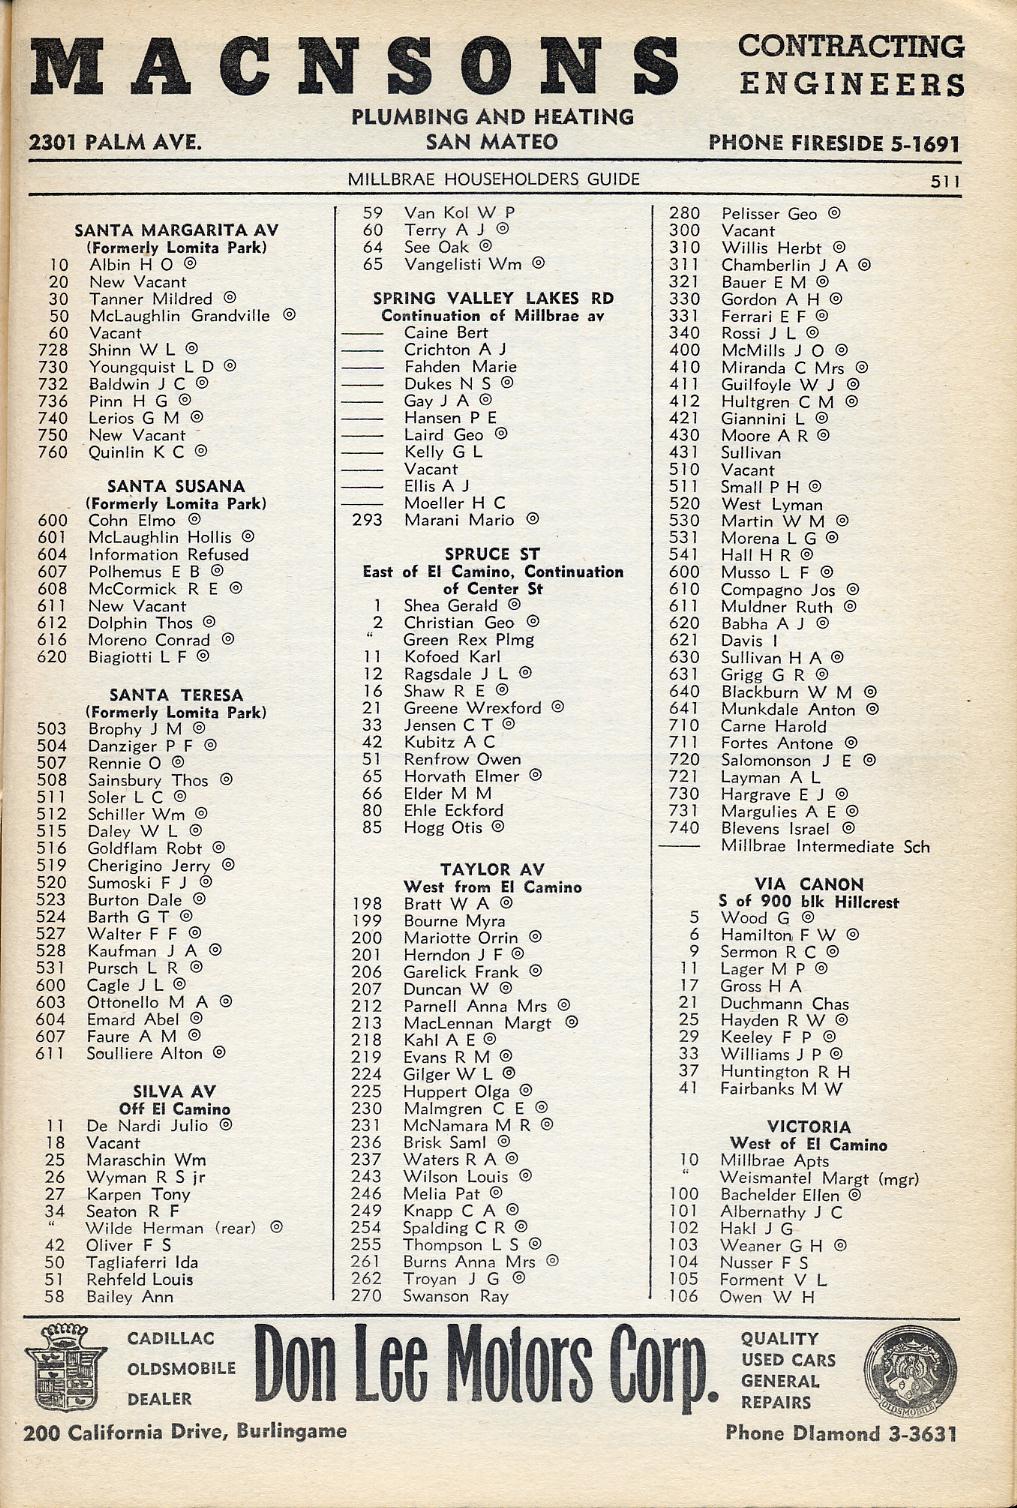 MACNSONS
CONTRACTING
ENGINEERS
PLUMBING AND HEATING
2301 PALM AVE. SAN MATEO PHONE FIRESIDE 5-1691
MILLBRAE HOUSEHOLDERS GUIDE 511
SANTA MARGARITA AV
(Formerly Lomita Park)
10 Albin H O ⌾
20 New Vacant
30 Tanner Mildred ⌾
50 McLaughlin Grandville ⌾
60 Vacant
728 Shinn W L ⌾
730 Youngquist L D ⌾
732 Baldwin J C ⌾
736 Pinn H G ⌾
740 Lerios G M ⌾
750 New Vacant
760 Quinlin K C ⌾
SANTA SUSANA
(Formerly Lomita Park)
600 Cohn Elmo ⌾
601 McLaughlin Hollis ⌾
604 Information Refused
607 Polhemus E B ⌾
608 McCormick R E ⌾
611 New Vacant
612 Dolphin Thos ⌾
616 Moreno Conrad ⌾
620 Biagiotti L F ⌾
SANTA TERESA
(Formerly Lomita Park)
503 Brophy J M ⌾
504 Danziger P F ⌾
507 Rennie O ⌾
508 Sainsbury Thos ⌾
511 Soler L C ⌾
512 Schiller Wm ⌾
515 Daley W L ⌾
516 Goldflam Robt ⌾
519 Cherigino Jerry ⌾
520 Sumoski F J ⌾
523 Burton Dale ⌾
524 Barth G T ⌾
527 Walter F F ⌾
528 Kaufman J A ⌾
531 Pursch L R ⌾
600 Cagle J L ⌾
603 Ottonello M A ⌾
604 Emard Abel ⌾
607 Faure A M ⌾
611 Soulliere Alton ⌾
SILVA AV
Off El Camino
11 De Nardi Julio ⌾
18 Vacant
25 Maraschin Wm
26 Wyman R S jr
27 Karpen Tony
34 Seaton R F
" Wilde Herman (rear) ⌾
42 Oliver F S
50 Tagliaferri Ida
51 Rehfeld Louis
58 Bailey Ann
59 Van Kol W P
60 Terry A J ⌾
64 See Oak ⌾
65 Vangelisti Wm ⌾
SPRING VALLEY LAKES RD
Continuation of Millbrae av
—— Caine Bert
—— Crichton A J
—— Fahden Marie
—— Dukes N S ⌾
—— Gay J A ⌾
—— Hansen P E
—— Laird Geo ⌾
—— Kelly G L
—— Vacant
—— Ellis A J
—— Moeller H C
293 Marani Mario ⌾
SPRUCE ST
East of El Camino, Continuation
of Center St
1 Shea Gerald ⌾
2 Christian Geo ⌾
" Green Rex Plmg
11 Kofoed Karl
12 Ragsdale J L ⌾
16 Shaw R E ⌾
21 Greene Wrexford ⌾
33 Jensen C T ⌾
42 Kubitz A C
51 Renfrow Owen
65 Horvath Elmer ⌾
66 Elder M M
80 Ehle Eckford
85 Hogg Otis ⌾
TAYLOR AV
West from El Camino
198 Bratt W A ⌾
199 Bourne Myra
200 Mariotte Orrin ⌾
201 Herndon J F ⌾
206 Garelick Frank ⌾
207 Duncan W ⌾
212 Parnell Anna Mrs ⌾
213 MacLennan Margt ⌾
218 Kahl A E ⌾
219 Evans R M ⌾
224 Gilger W L ⌾
225 Huppert Olga ⌾
230 Malmgren C E ⌾
231 McNamara M R ⌾
236 Brisk Saml ⌾
237 Waters R A ⌾
243 Wilson Louis ⌾
246 Melia Pat ⌾
249 Knapp C A ⌾
254 Spalding C R ⌾
255 Thompson L S ⌾
261 Burns Anna Mrs ⌾
262 Troyan J G ⌾
270 Swanson Ray
280 Pelisser Geo ⌾
300 Vacant
310 Willis Herbt ⌾
311 Chamberlin J A ⌾
321 Bauer E M ⌾
330 Gordon A H ⌾
331 Ferrari E F ⌾
340 Rossi J L ⌾
400 McMills J O ⌾
410 Miranda C Mrs ⌾
411 Guilfoyle W J ⌾
412 Hultgren C M ⌾
421 Giannini L ⌾
430 Moore A R ⌾
431 Sullivan
510 Vacant
511 Small P H ⌾
520 West Lyman
530 Martin W M ⌾
531 Morena L G ⌾
541 Hall H R ⌾
600 Musso L F ⌾
610 Compagno Jos ⌾
611 Muldner Ruth ⌾
620 Babha A J ⌾
621 Davis I
630 Sullivan H A ⌾
631 Grigg G R ⌾
640 Blackburn W M ⌾
641 Munkdale Anton ⌾
710 Carne Harold
711 Fortes Antone ⌾
720 Salomonson J E ⌾
721 Layman A L
730 Hargrave E J ⌾
731 Margulies A E ⌾
740 Blevens Israel ⌾
—— Millbrae Intermediate Sch
VIA CANON
S of 900 blk Hillcrest
5 Wood G ⌾
6 Hamilton F W ⌾
9 Sermon R C ⌾
11 Lager M P ⌾
17 Gross H A
21 Duchmann Chas
25 Hayden R W ⌾
29 Keeley F P ⌾
33 Williams J P ⌾
37 Huntington R H
41 Fairbanks M W
VICTORIA
West of El Camino
10 Millbrae Apts
" Weismantel Margt (mgr)
100 Bachelder Ellen ⌾
101 Albernathy J C
102 Hakl J G
103 Weaner G H ⌾
104 Nusser F S
105 Forment V L
106 Owen W H
CADILLAC
OLDSMOBILE
DEALER
Don Lee Motors Corp.
QUALITY
USED CARS
GENERAL
REPAIRS
OLDSMOBILE
200 California Drive, Burlingame Phone DIamond 3-3631